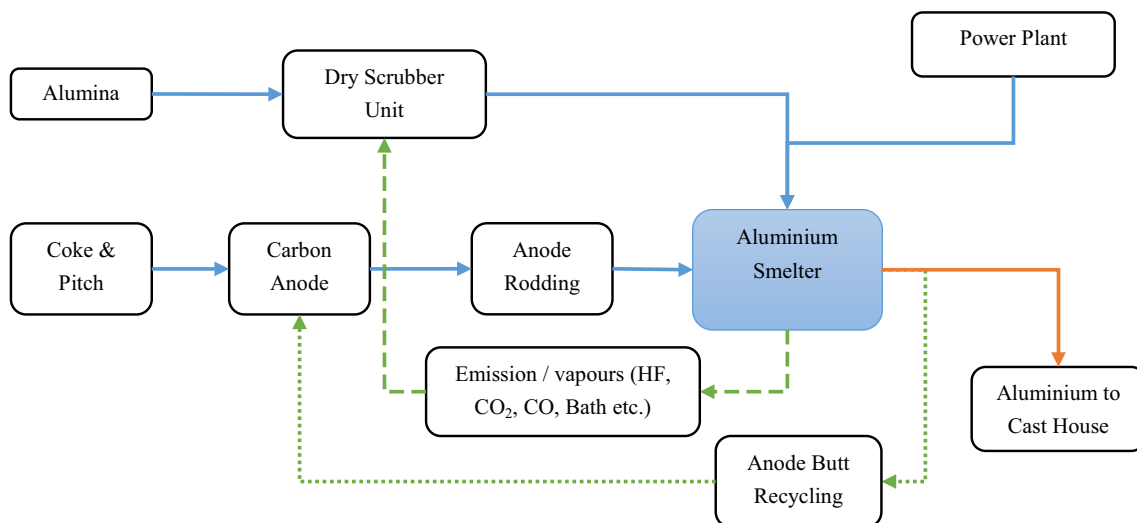 Power Plant
Alumina
Dry Scrubber
Unit
Coke &
Pitch
Carbon
Anode
Anode
Rodding
Aluminium
Smelter
Emission / vapours (HF,
CO₂, CO, Bath etc.)
Aluminium to
Cast House
Anode Butt
Recycling